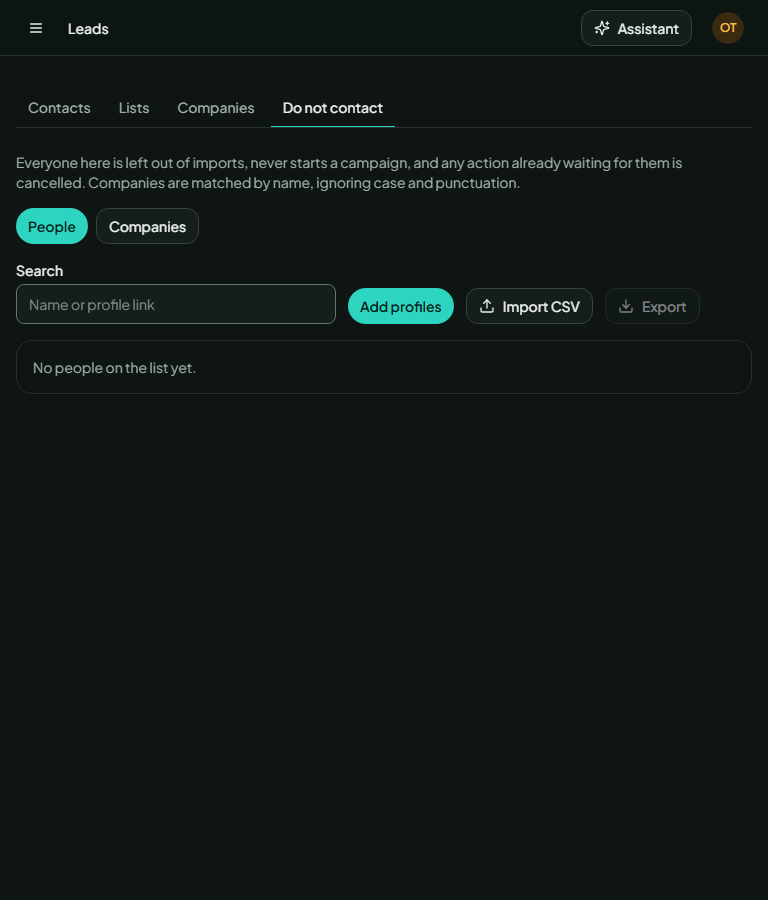 Leads
Assistant
OT
Contacts
Lists
Companies
Do not contact
Everyone here is left out of imports, never starts a campaign, and any action already waiting for them is
cancelled. Companies are matched by name, ignoring case and punctuation.
People
Companies
Search
Name or profile link
Add profiles
Import CSV
Export
No people on the list yet.